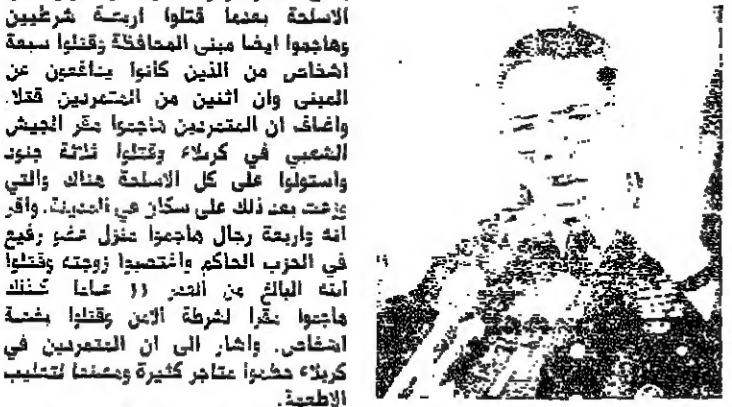 الاسلحة بعدما قتلوا اربعة شرطيين
وهاجموا ايضا مبنى المحافظة وقتلوا سبعة
اشخاص من الذين كانوا يدافعون عن
المبنى وان اثنين من المتمردين قتلا.
واضاف ان المتمردين هاجموا مقر الجيش
الشعبي في كربلاء وقتلوا ثلاثة جنود
واستولوا على كل الاسلحة هناك والتي
وزعت بعد ذلك على سكان في المدينة. واقر
انه واربعة رجال هاجموا منزل عضو رفيع
في الحزب الحاكم واغتصبوا زوجته وقتلوا
ابنه البالغ من العمر ١١ عاما كذلك
هاجموا مقرا لشرطة الامن وقتلوا بضعة
اشخاص. واشار الى ان المتمردين في
كربلاء حطموا متاجر كثيرة ومصنعا لتعليب
الاطعمة.